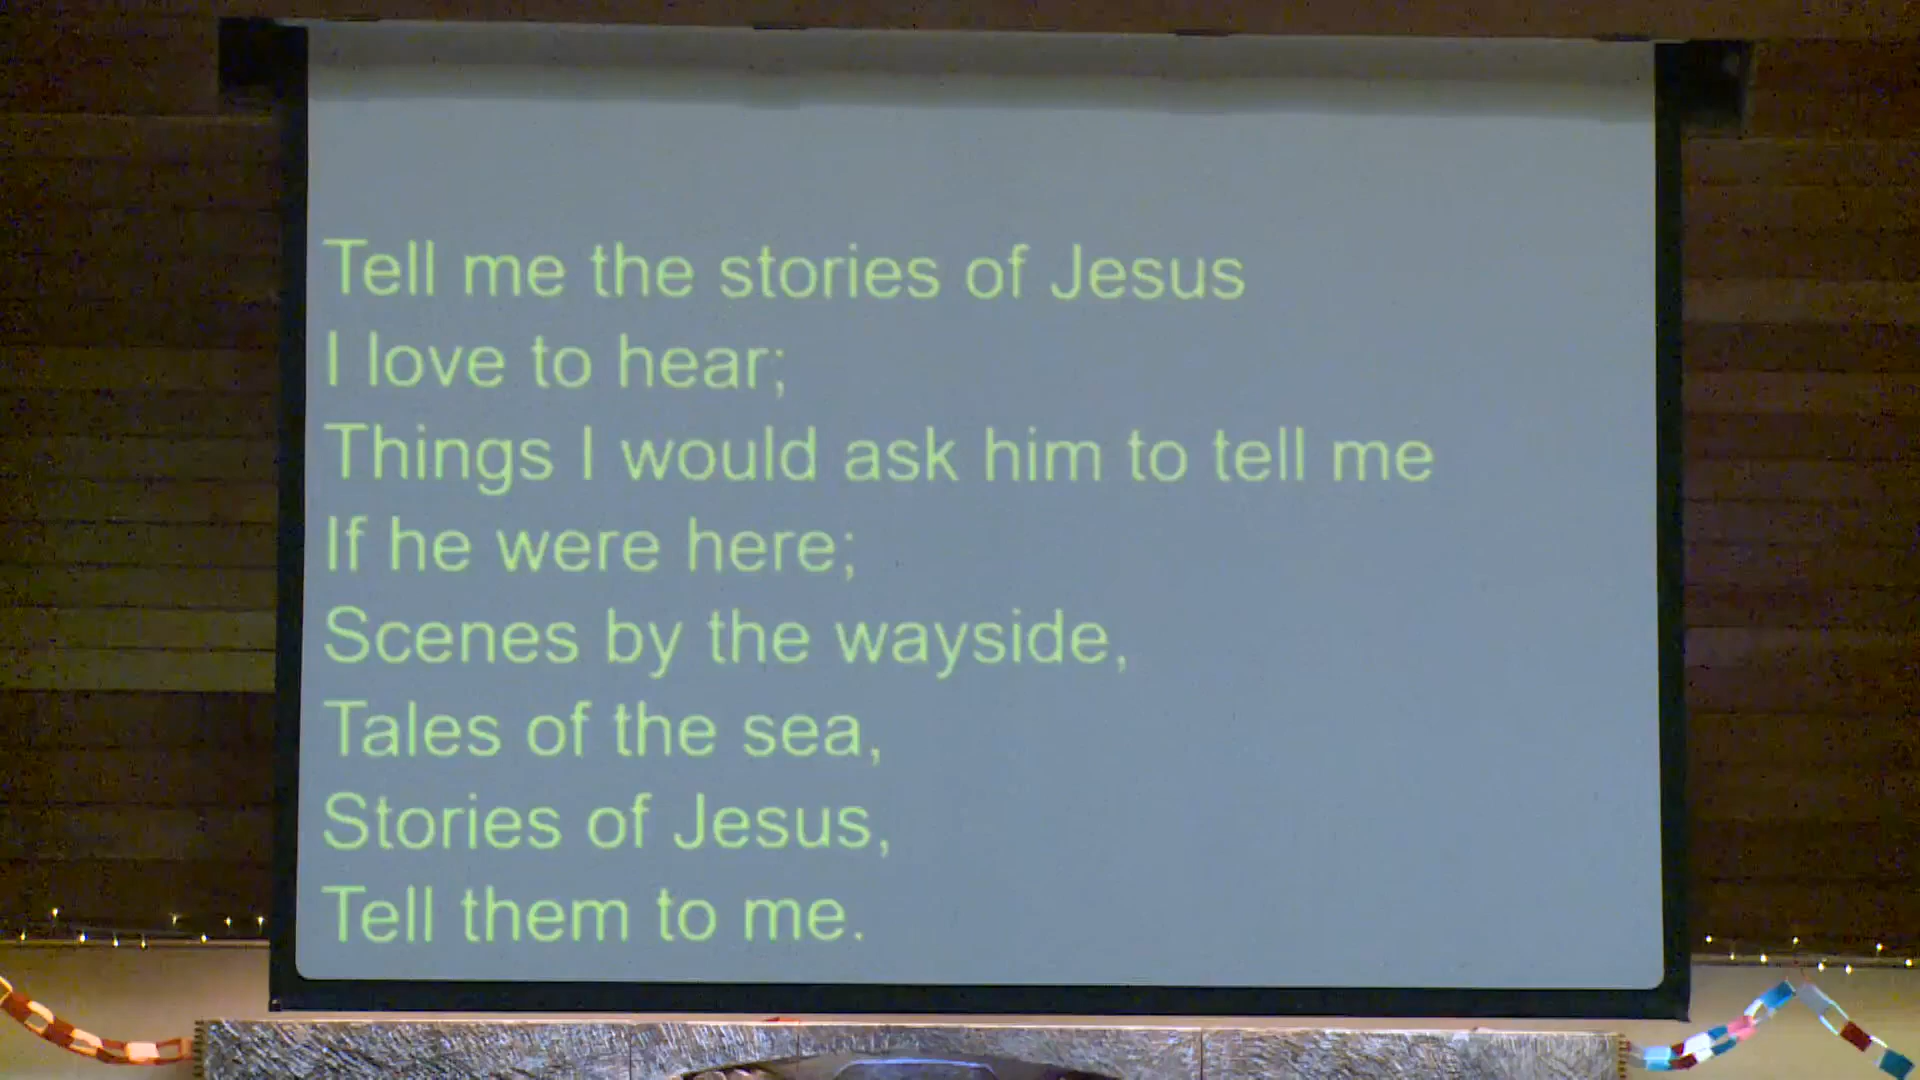 Tell me the stories of Jesus
I love to hear;
Things I would ask him to tell me
If he were here;
Scenes by the wayside,
Tales of the sea,
Stories of Jesus,
Tell them to me.